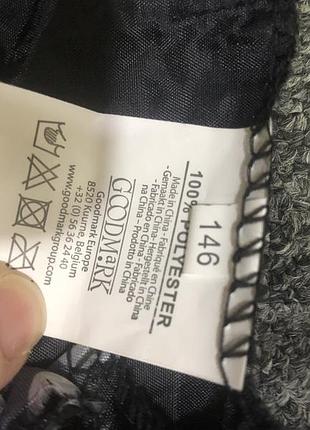 146
100% POLYESTER
Made in China - Fabriqué en Chine
- Gemaakt in China - Hergestellt in
China - Fabricado en China - Fabricado
na China - Prodotto in China
GOODMARK
Goodmark Europe
8520 Kuurne, Belgium
+32 (0) 56 36 24 40
www.goodmarkgroup.com